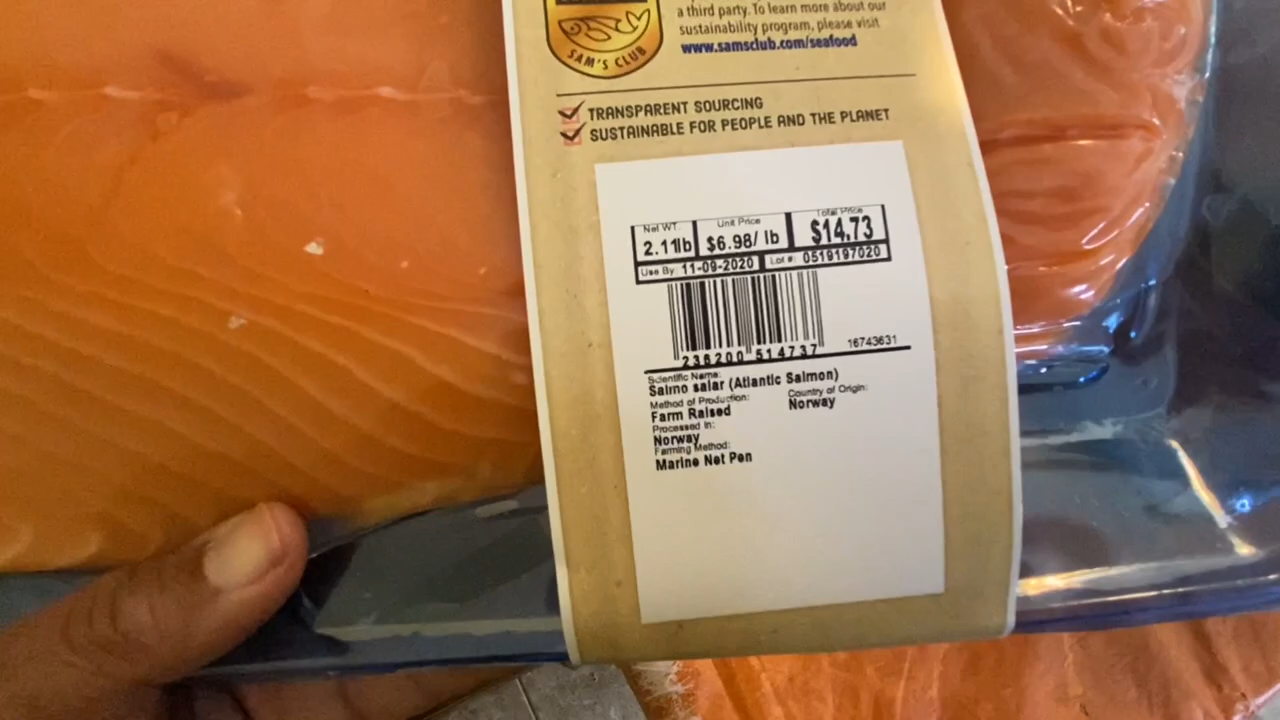 a third party. To learn more about our
sustainability program, please visit
www.samsclub.com/seafood
SAM'S CLUB
TRANSPARENT SOURCING
SUSTAINABLE FOR PEOPLE AND THE PLANET
Net WT. Unit Price Total Price
2.11lb $6.98/ lb $14.73
Use By: 11-09-2020 Lot #: 0519197020
236200 514737 16743631
Scientific Name:
Salmo salar (Atlantic Salmon)
Method of Production: Country of Origin:
Farm Raised Norway
Processed In:
Norway
Farming Method:
Marine Net Pen